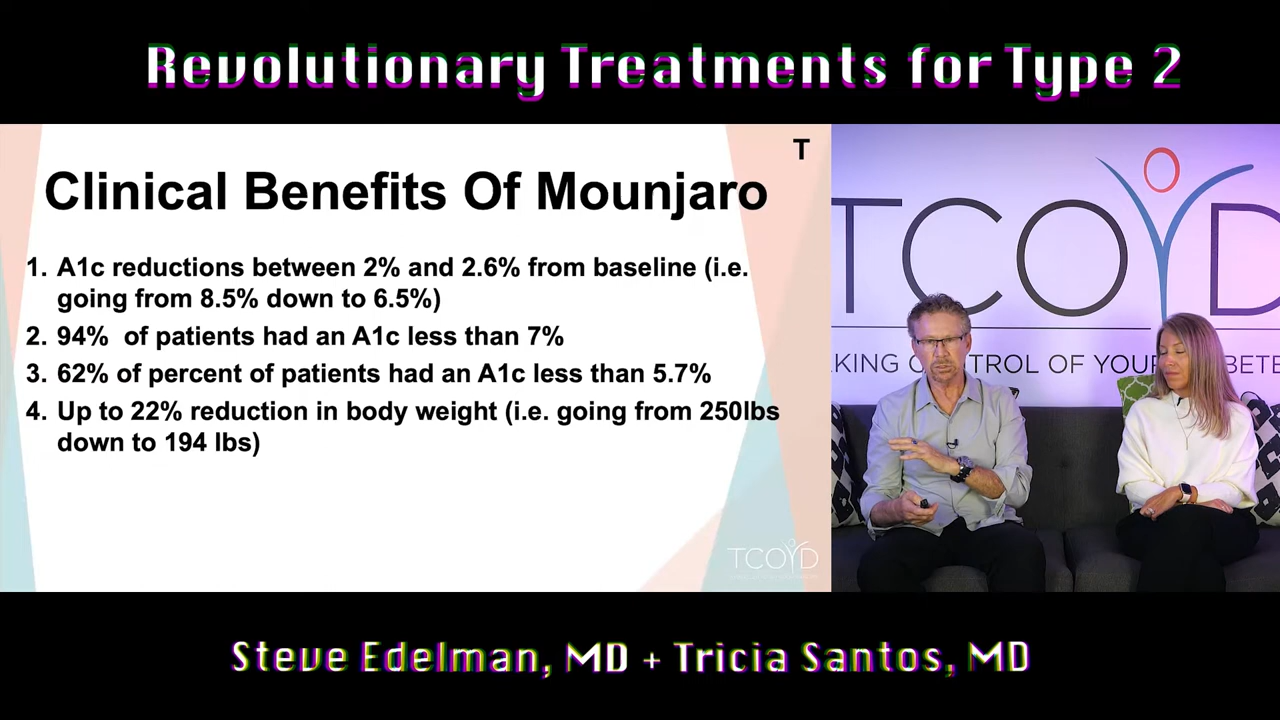 Revolutionary Treatments for Type 2
T
Clinical Benefits Of Mounjaro
1. A1c reductions between 2% and 2.6% from baseline (i.e.
going from 8.5% down to 6.5%)
2. 94% of patients had an A1c less than 7%
3. 62% of percent of patients had an A1c less than 5.7%
4. Up to 22% reduction in body weight (i.e. going from 250lbs
down to 194 lbs)
TCOYD
TCOYD
KING CONTROL OF YOUR DIABETE
Steve Edelman, MD + Tricia Santos, MD